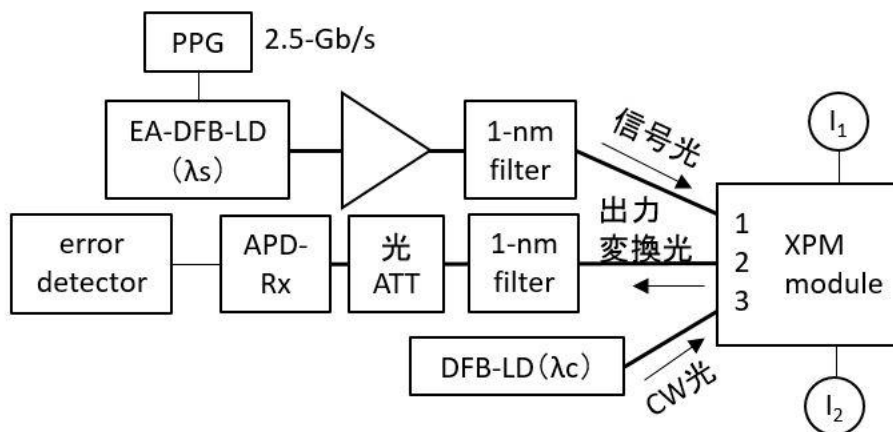 PPG
2.5-Gb/s
EA-DFB-LD
(λs)
1-nm
filter
信号光
I₁
error
detector
APD-
Rx
光
ATT
1-nm
filter
出力
変換光
1
2
3
XPM
module
DFB-LD(λc)
CW光
I₂